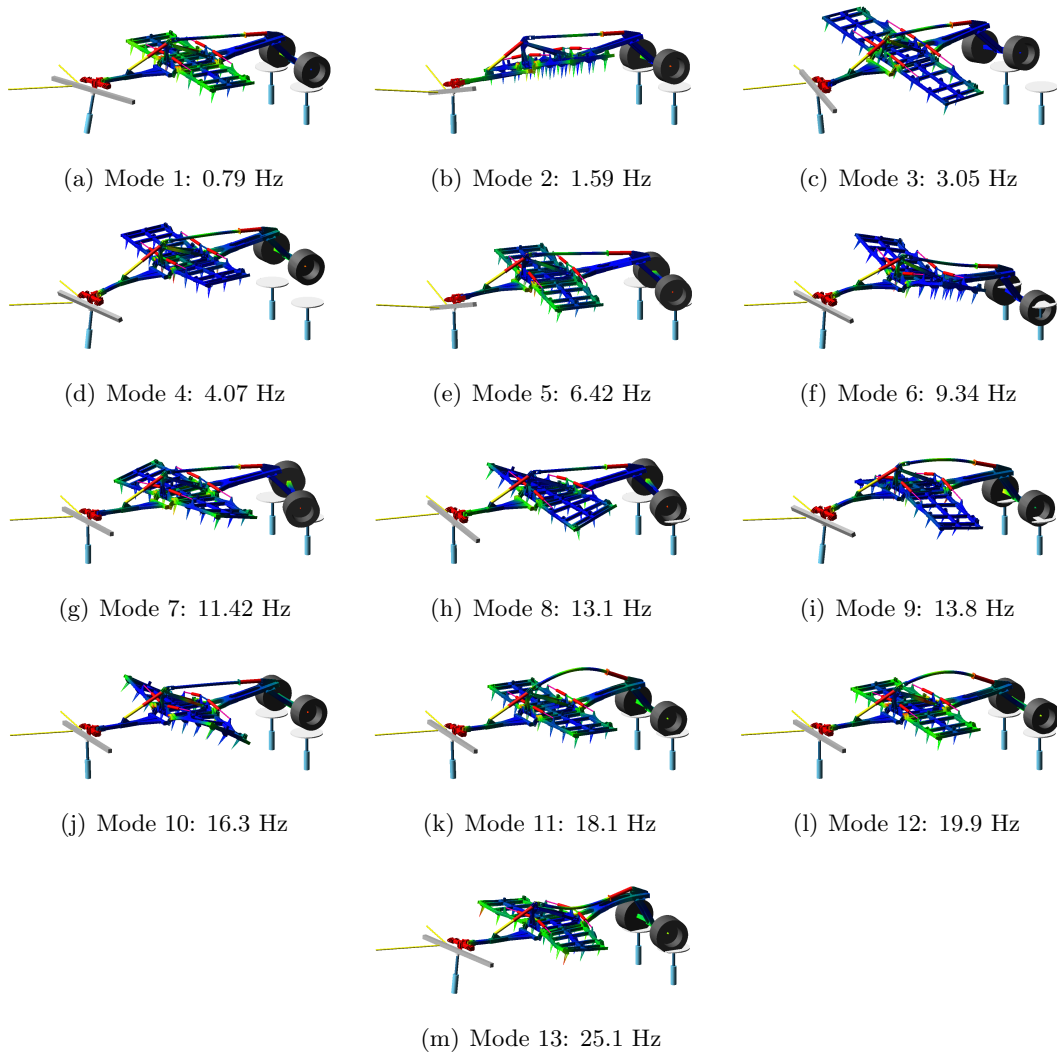 (a) Mode 1: 0.79 Hz
(b) Mode 2: 1.59 Hz
(c) Mode 3: 3.05 Hz
(d) Mode 4: 4.07 Hz
(e) Mode 5: 6.42 Hz
(f) Mode 6: 9.34 Hz
(g) Mode 7: 11.42 Hz
(h) Mode 8: 13.1 Hz
(i) Mode 9: 13.8 Hz
(j) Mode 10: 16.3 Hz
(k) Mode 11: 18.1 Hz
(l) Mode 12: 19.9 Hz
(m) Mode 13: 25.1 Hz